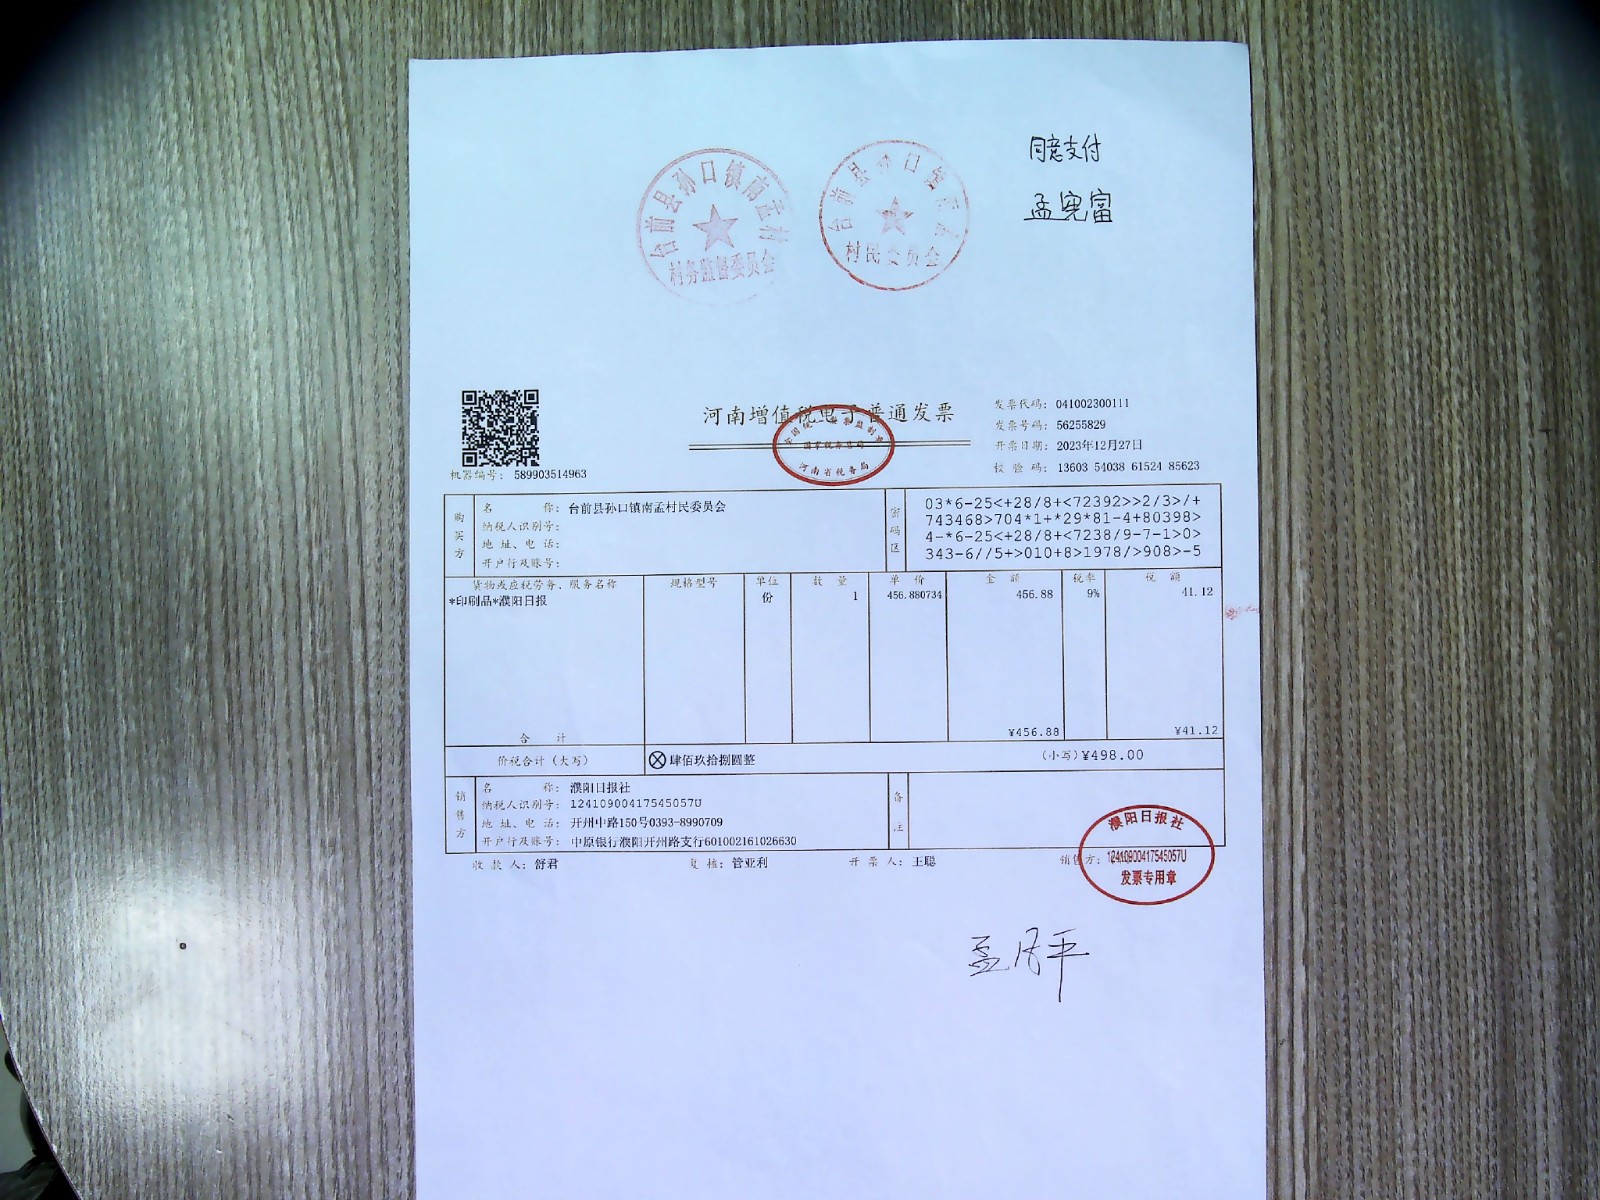 同意支付
孟宪富
台前县孙口镇南孟村
村务监督委员会
台前县孙口镇南孟
村民委员会
河南增值税电子普通发票
河南省税务局
机器编号: 589903514963
发票代码: 041002300111
发票号码: 56255829
开票日期: 2023年12月27日
校验码: 13603 54038 61524 85623
购买方
名称: 台前县孙口镇南孟村民委员会
纳税人识别号:
地址、电话:
开户行及账号:
密码区
03*6-25<+28/8+<72392>>2/3>/+
743468>704*1+*29*81-4+80398>
4-*6-25<+28/8+<7238/9-7-1>0>
343-6//5+>010+8>1978/>908>-5
货物或应税劳务、服务名称 规格型号 单位 数量 单价 金额 税率 税额
*印刷品*濮阳日报 份 1 456.880734 456.88 9% 41.12
合计 ¥456.88 ¥41.12
价税合计(大写) ⊗肆佰玖拾捌圆整 (小写)¥498.00
销售方
名称: 濮阳日报社
纳税人识别号: 12410900417545057U
地址、电话: 开州中路150号0393-8990709
开户行及账号: 中原银行濮阳开州路支行601002161026630
备注
收款人: 舒君 复核: 管亚利 开票人: 王聪 销售方:
濮阳日报社
12410900417545057U
发票专用章
孟月平